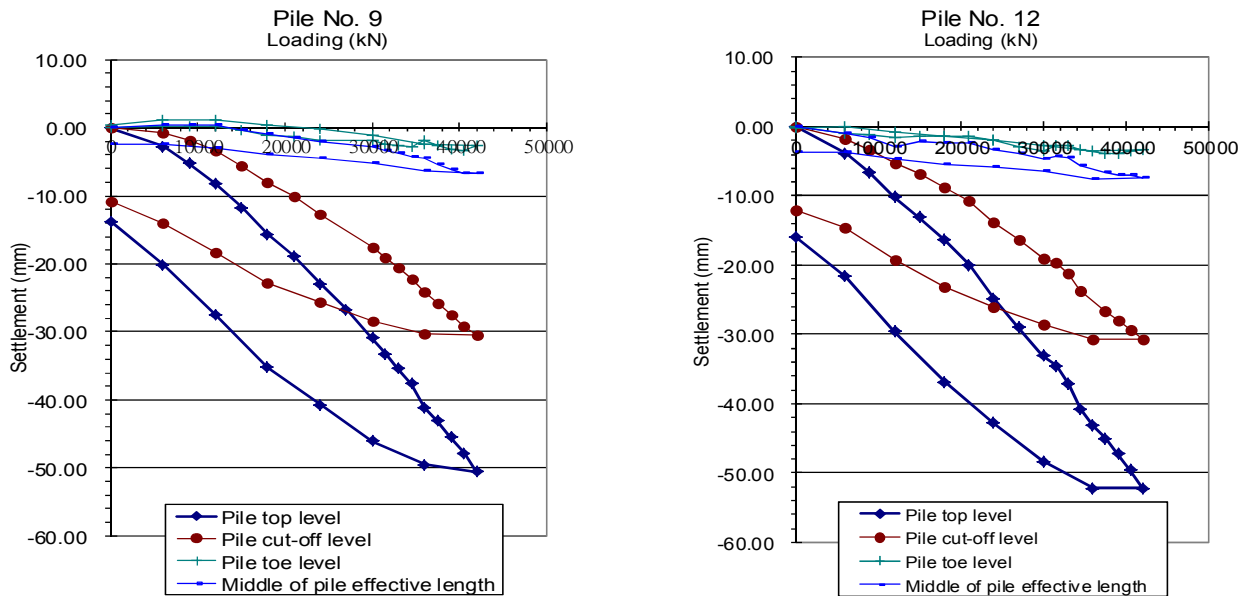 Pile No. 9
Loading (kN)
10.00
0.00
-10.00
-20.00
-30.00
-40.00
-50.00
-60.00
0
10000
20000
30000
40000
50000
Settlement (mm)
Pile top level
Pile cut-off level
Pile toe level
Middle of pile effective length
Pile No. 12
Loading (kN)
10.00
0.00
-10.00
-20.00
-30.00
-40.00
-50.00
-60.00
0
10000
20000
30000
40000
50000
Settlement (mm)
Pile top level
Pile cut-off level
Pile toe level
Middle of pile effective length